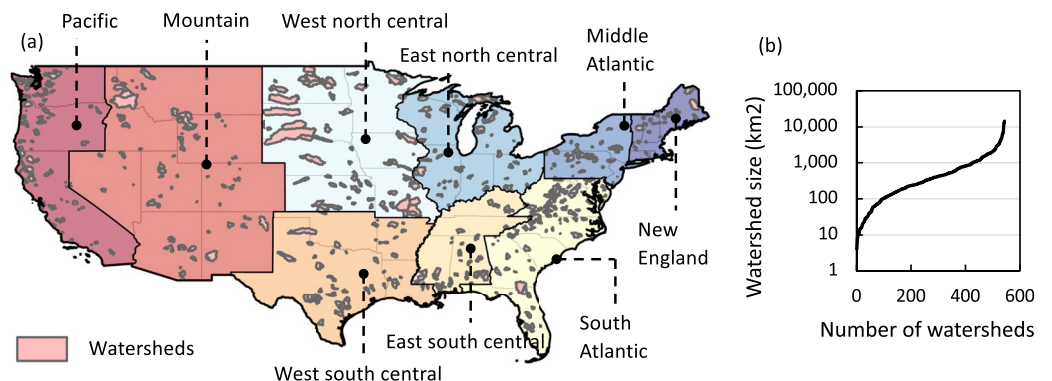 (a)
Pacific
Mountain
West north central
East north central
Middle
Atlantic
New
England
South
Atlantic
East south central
West south central
Watersheds
(b)
Watershed size (km2)
100,000
10,000
1,000
100
10
1
0
200
400
600
Number of watersheds